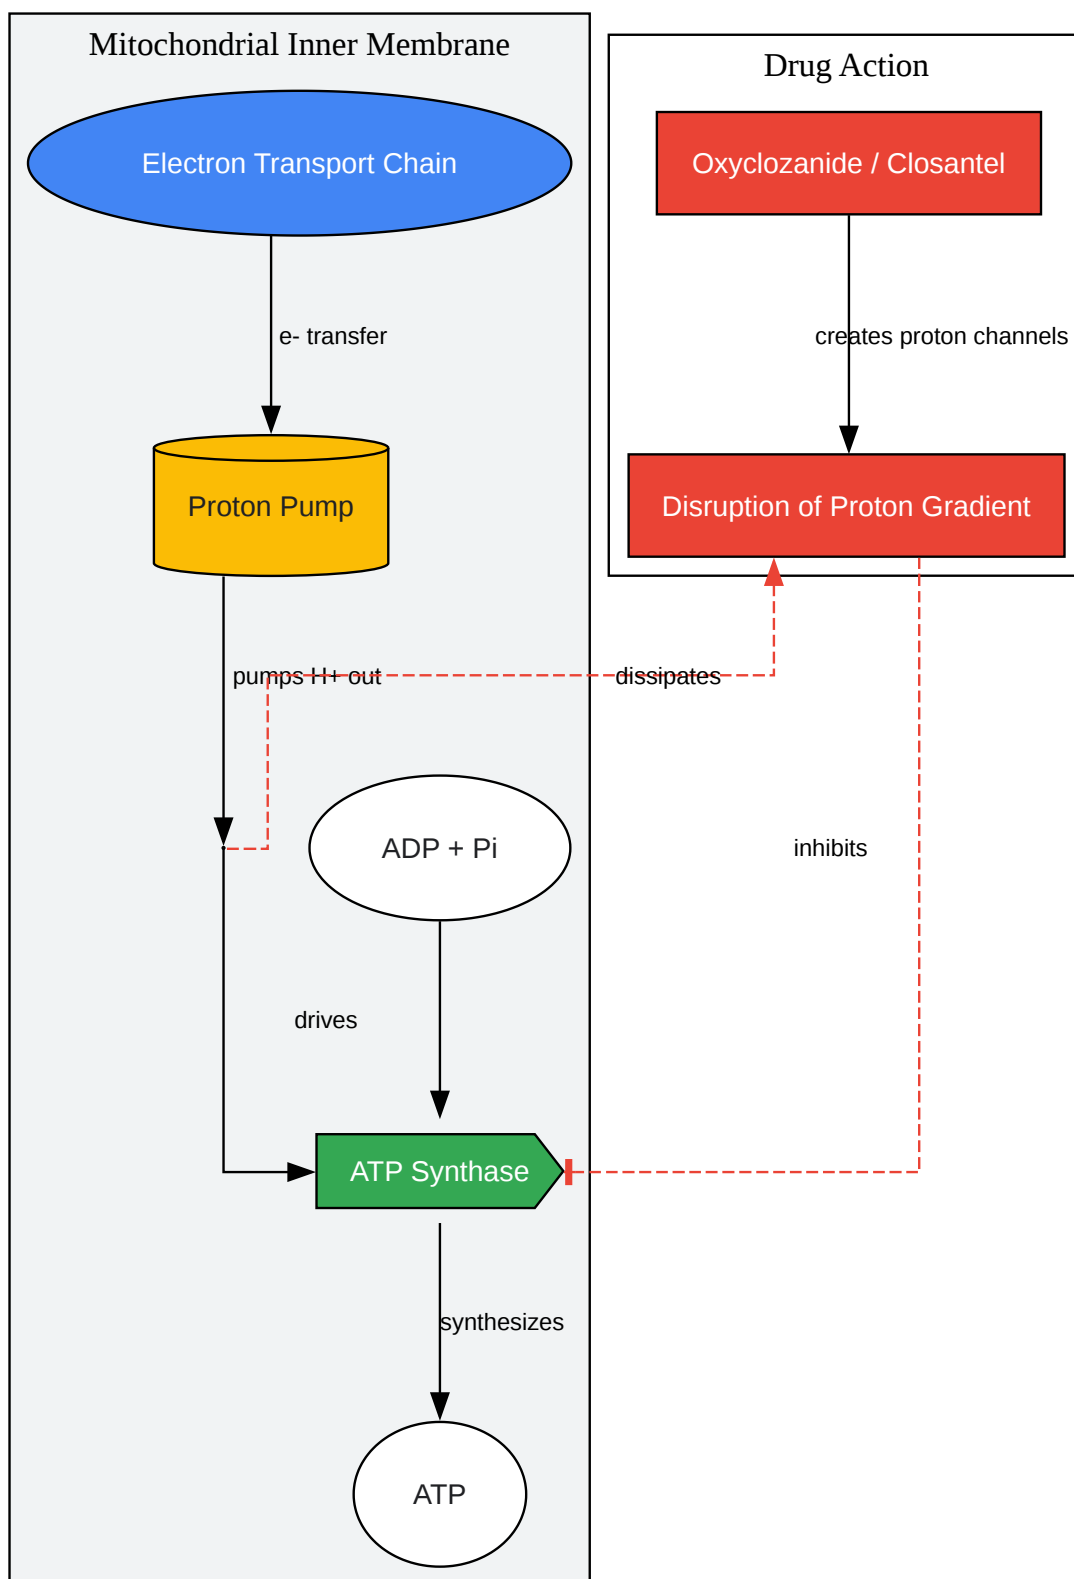 Mitochondrial Inner Membrane
Drug Action
Electron Transport Chain
Oxyclozanide / Closantel
e- transfer
creates proton channels
Proton Pump
Disruption of Proton Gradient
pumps H+ out
dissipates
ADP + Pi
inhibits
drives
ATP Synthase
synthesizes
ATP